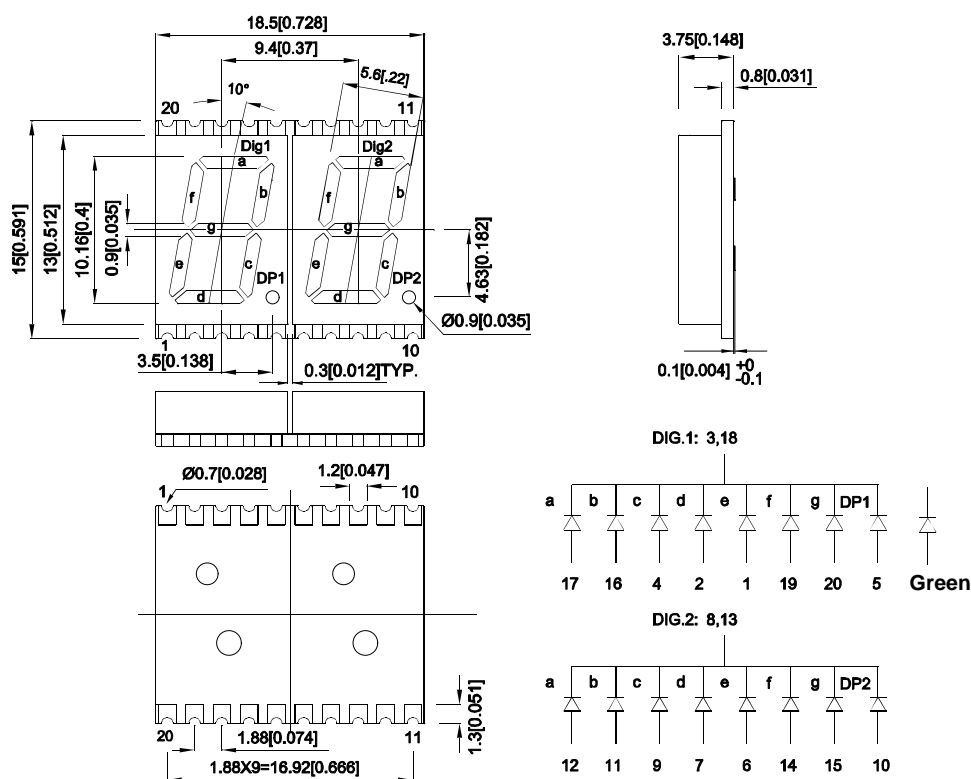 18.5[0.728]
9.4[0.37]
5.6[.22]
10°
20
11
Dig1
Dig2
a
b
f
g
e
c
d
DP1
a
b
f
g
e
c
d
DP2
15[0.591]
13[0.512]
10.16[0.4]
0.9[0.035]
4.63[0.182]
Ø0.9[0.035]
1
10
3.5[0.138]
0.3[0.012]TYP.
3.75[0.148]
0.8[0.031]
0.1[0.004] +0
-0.1
Ø0.7[0.028]
1.2[0.047]
1
10
20
11
1.88[0.074]
1.88X9=16.92[0.666]
1.3[0.051]
DIG.1: 3,18
a b c d e f g DP1
17 16 4 2 1 19 20 5 Green
DIG.2: 8,13
a b c d e f g DP2
12 11 9 7 6 14 15 10